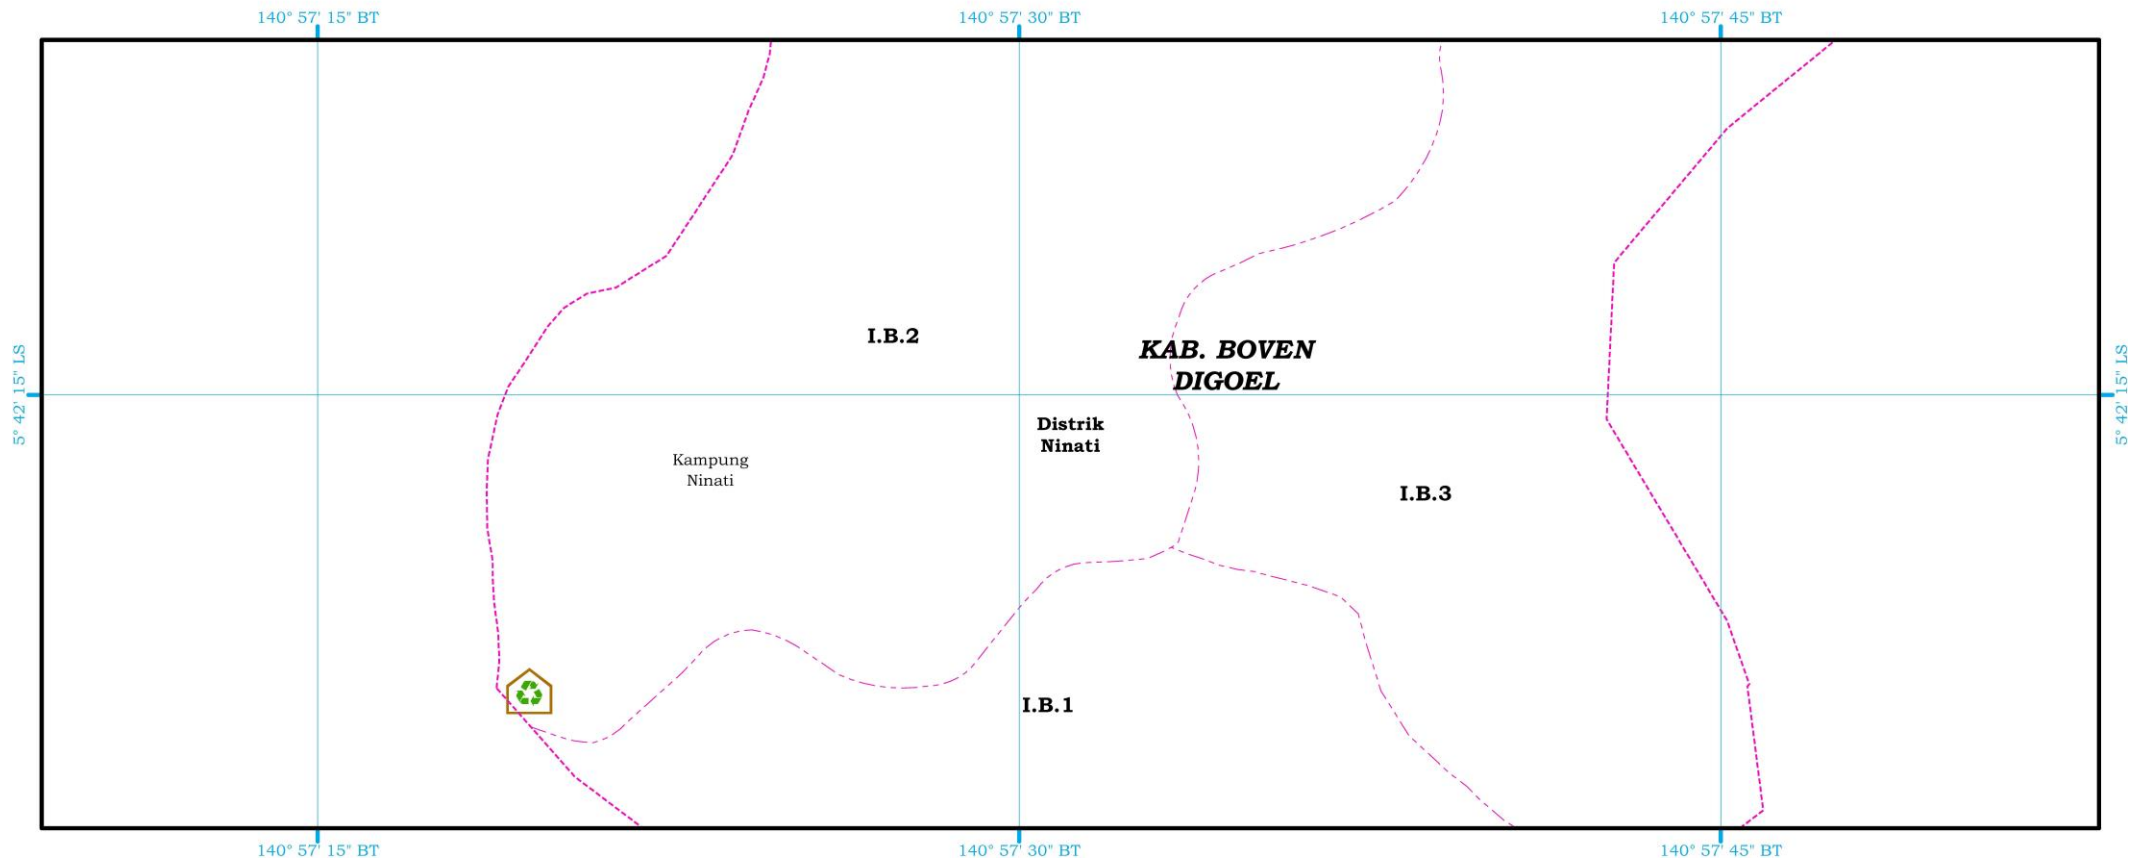 140° 57' 15" BT
140° 57' 30" BT
140° 57' 45" BT
I.B.2
KAB. BOVEN
DIGOEL
5° 42' 15" LS
5° 42' 15" LS
Distrik
Ninati
Kampung
Ninati
I.B.3
I.B.1
140° 57' 15" BT
140° 57' 30" BT
140° 57' 45" BT